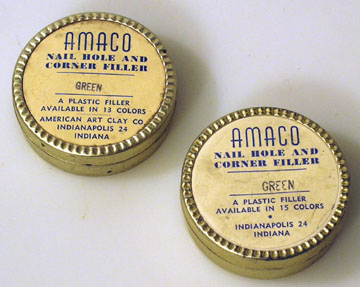 AMACO
NAIL HOLE AND
CORNER FILLER
GREEN
A PLASTIC FILLER
AVAILABLE IN 13 COLORS
AMERICAN ART CLAY CO
INDIANAPOLIS 24
INDIANA
AMACO
NAIL HOLE AND
CORNER FILLER
GREEN
A PLASTIC FILLER
AVAILABLE IN 15 COLORS
•
INDIANAPOLIS 24
INDIANA